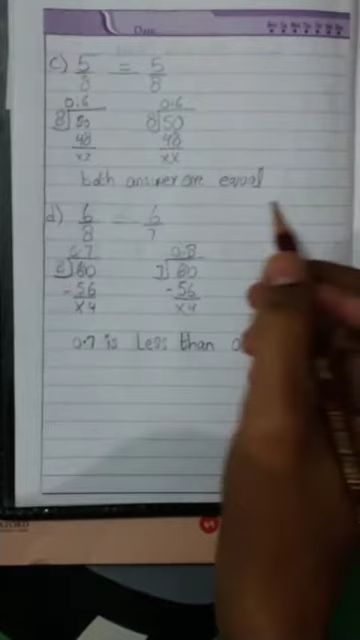 Date
c) 5/8 = 5/8
0.6 0.6
8 50 8 50
48 48
x2 xx
both answer are equal
d) 6/8 - 6/7
0.7 0.8
8 60 7 60
-56 -56
x4 x4
0.7 is Less than